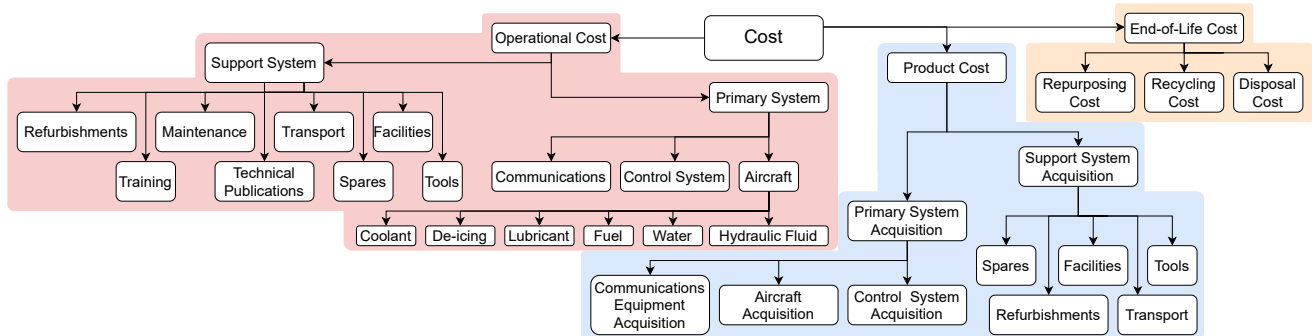 Cost
Operational Cost
End-of-Life Cost
Support System
Product Cost
Repurposing
Cost
Recycling
Cost
Disposal
Cost
Primary System
Refurbishments
Maintenance
Transport
Facilities
Training
Technical
Publications
Spares
Tools
Communications
Control System
Aircraft
Coolant
De-icing
Lubricant
Fuel
Water
Hydraulic Fluid
Support System
Acquisition
Primary System
Acquisition
Spares
Facilities
Tools
Refurbishments
Transport
Communications
Equipment
Acquisition
Aircraft
Acquisition
Control System
Acquisition